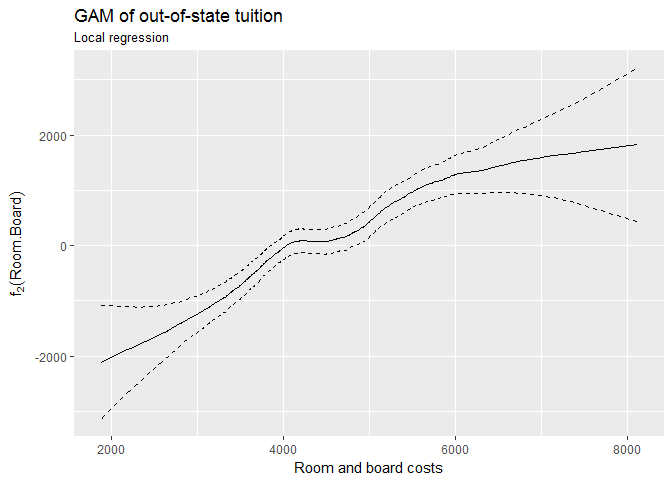 GAM of out-of-state tuition
Local regression
f₂(Room.Board)
2000
0
-2000
2000 4000 6000 8000
Room and board costs